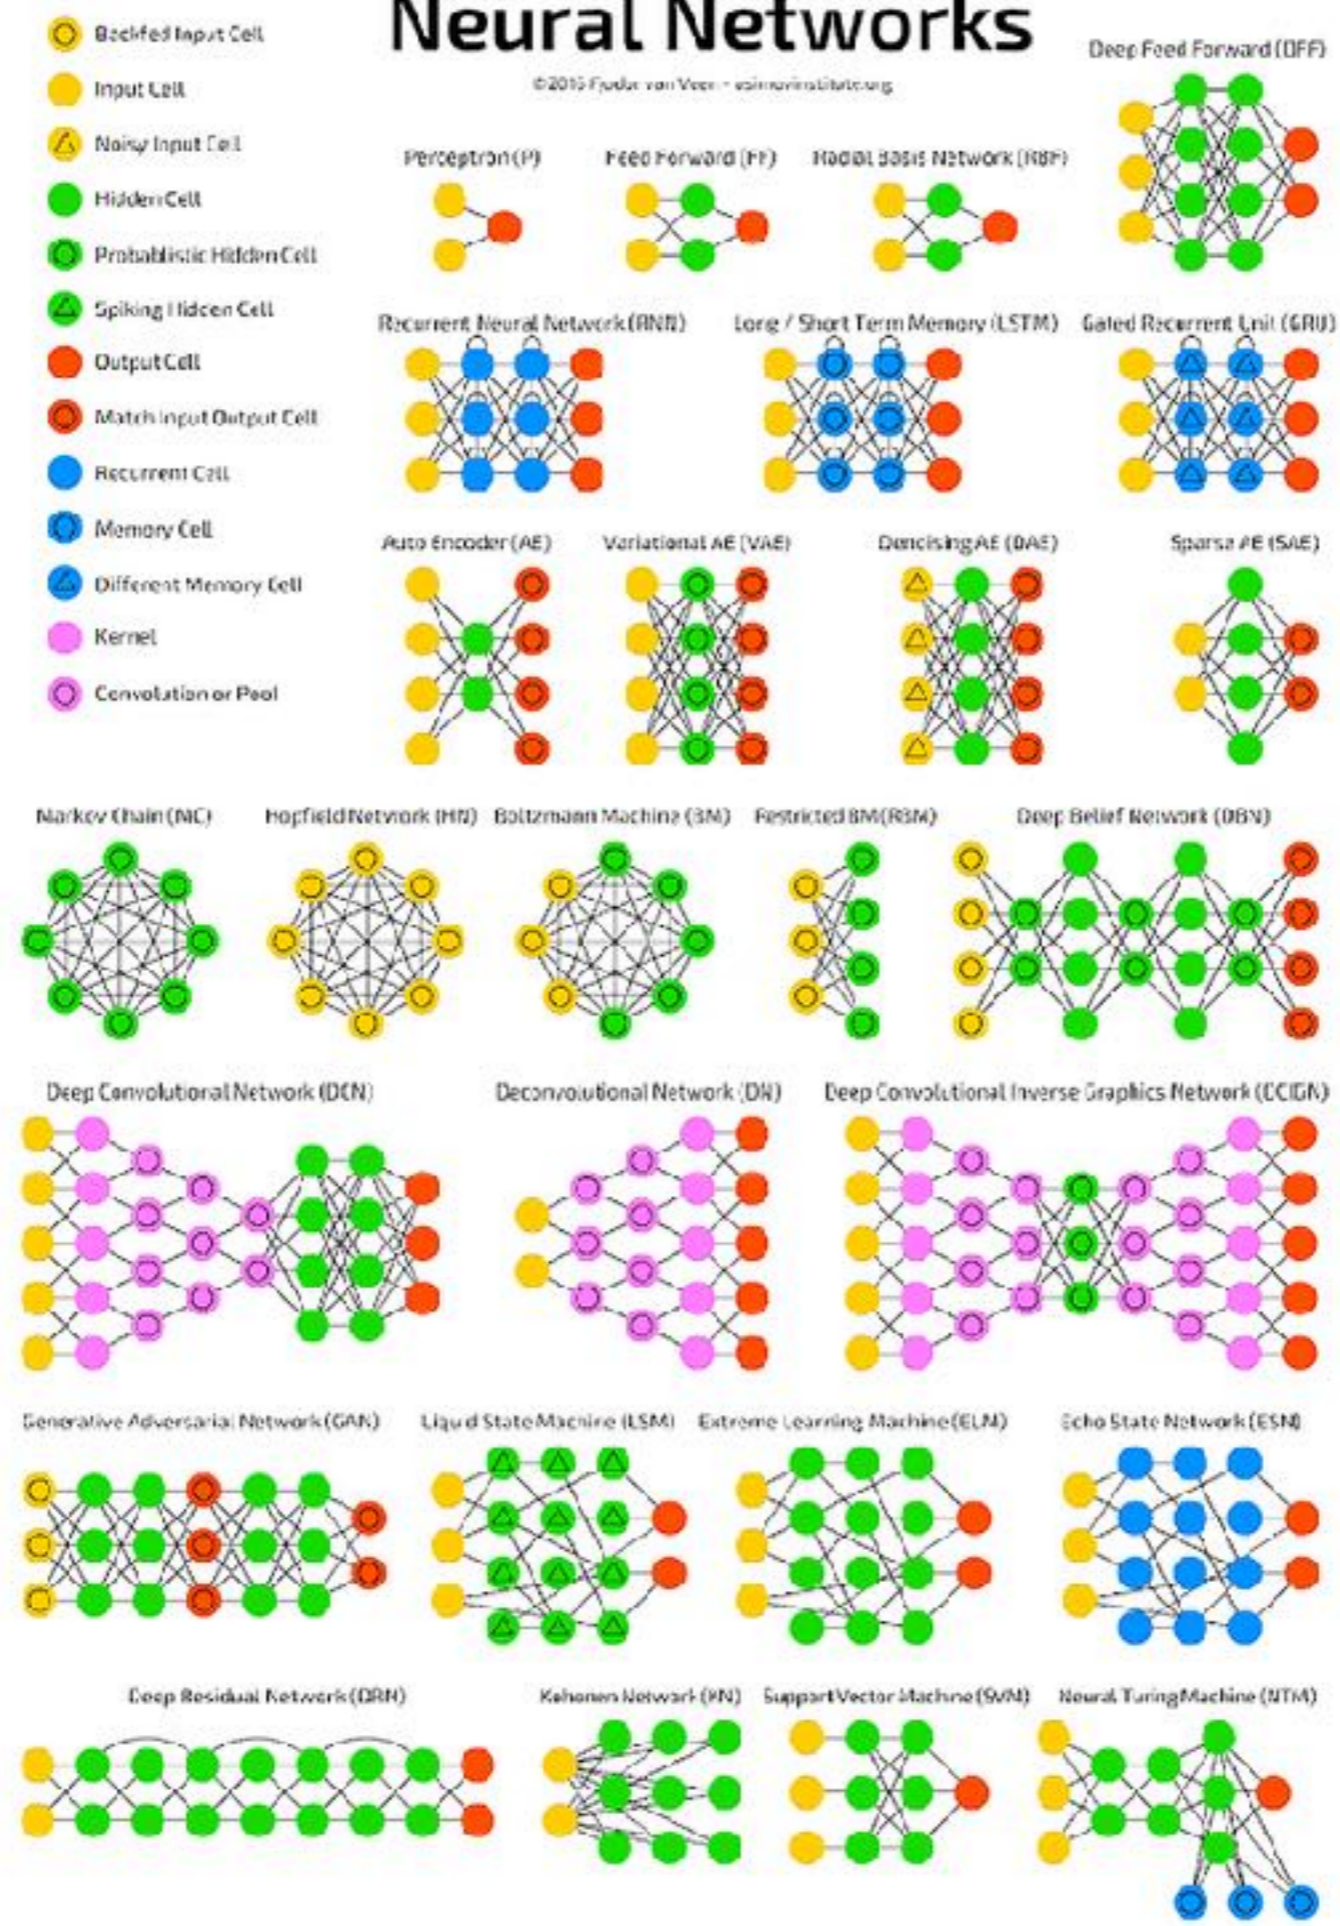 Neural Networks
©2016 Fjodor van Veen - asimovinstitute.org
Backfed Input Cell
Input Cell
Noisy Input Cell
Hidden Cell
Probablistic Hidden Cell
Spiking Hidden Cell
Output Cell
Match Input Output Cell
Recurrent Cell
Memory Cell
Different Memory Cell
Kernel
Convolution or Pool
Perceptron (P)
Feed Forward (FF)
Radial Basis Network (RBF)
Deep Feed Forward (DFF)
Recurrent Neural Network (RNN)
Long / Short Term Memory (LSTM)
Gated Recurrent Unit (GRU)
Auto Encoder (AE)
Variational AE (VAE)
Denoising AE (DAE)
Sparse AE (SAE)
Markov Chain (MC)
Hopfield Network (HN)
Boltzmann Machine (BM)
Restricted BM (RBM)
Deep Belief Network (DBN)
Deep Convolutional Network (DCN)
Deconvolutional Network (DN)
Deep Convolutional Inverse Graphics Network (DCIGN)
Generative Adversarial Network (GAN)
Liquid State Machine (LSM)
Extreme Learning Machine (ELM)
Echo State Network (ESN)
Deep Residual Network (DRN)
Kohonen Network (KN)
Support Vector Machine (SVM)
Neural Turing Machine (NTM)